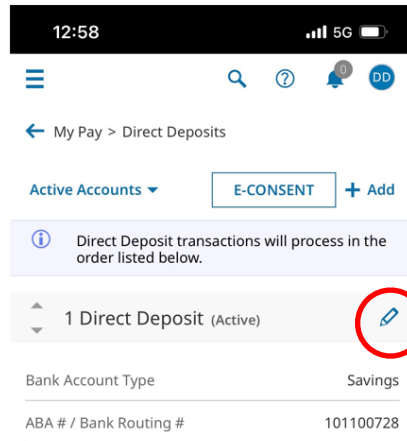 12:58 5G
0 DD
My Pay > Direct Deposits
Active Accounts E-CONSENT + Add
Direct Deposit transactions will process in the
order listed below.
1 Direct Deposit (Active)
Bank Account Type Savings
ABA # / Bank Routing # 101100728